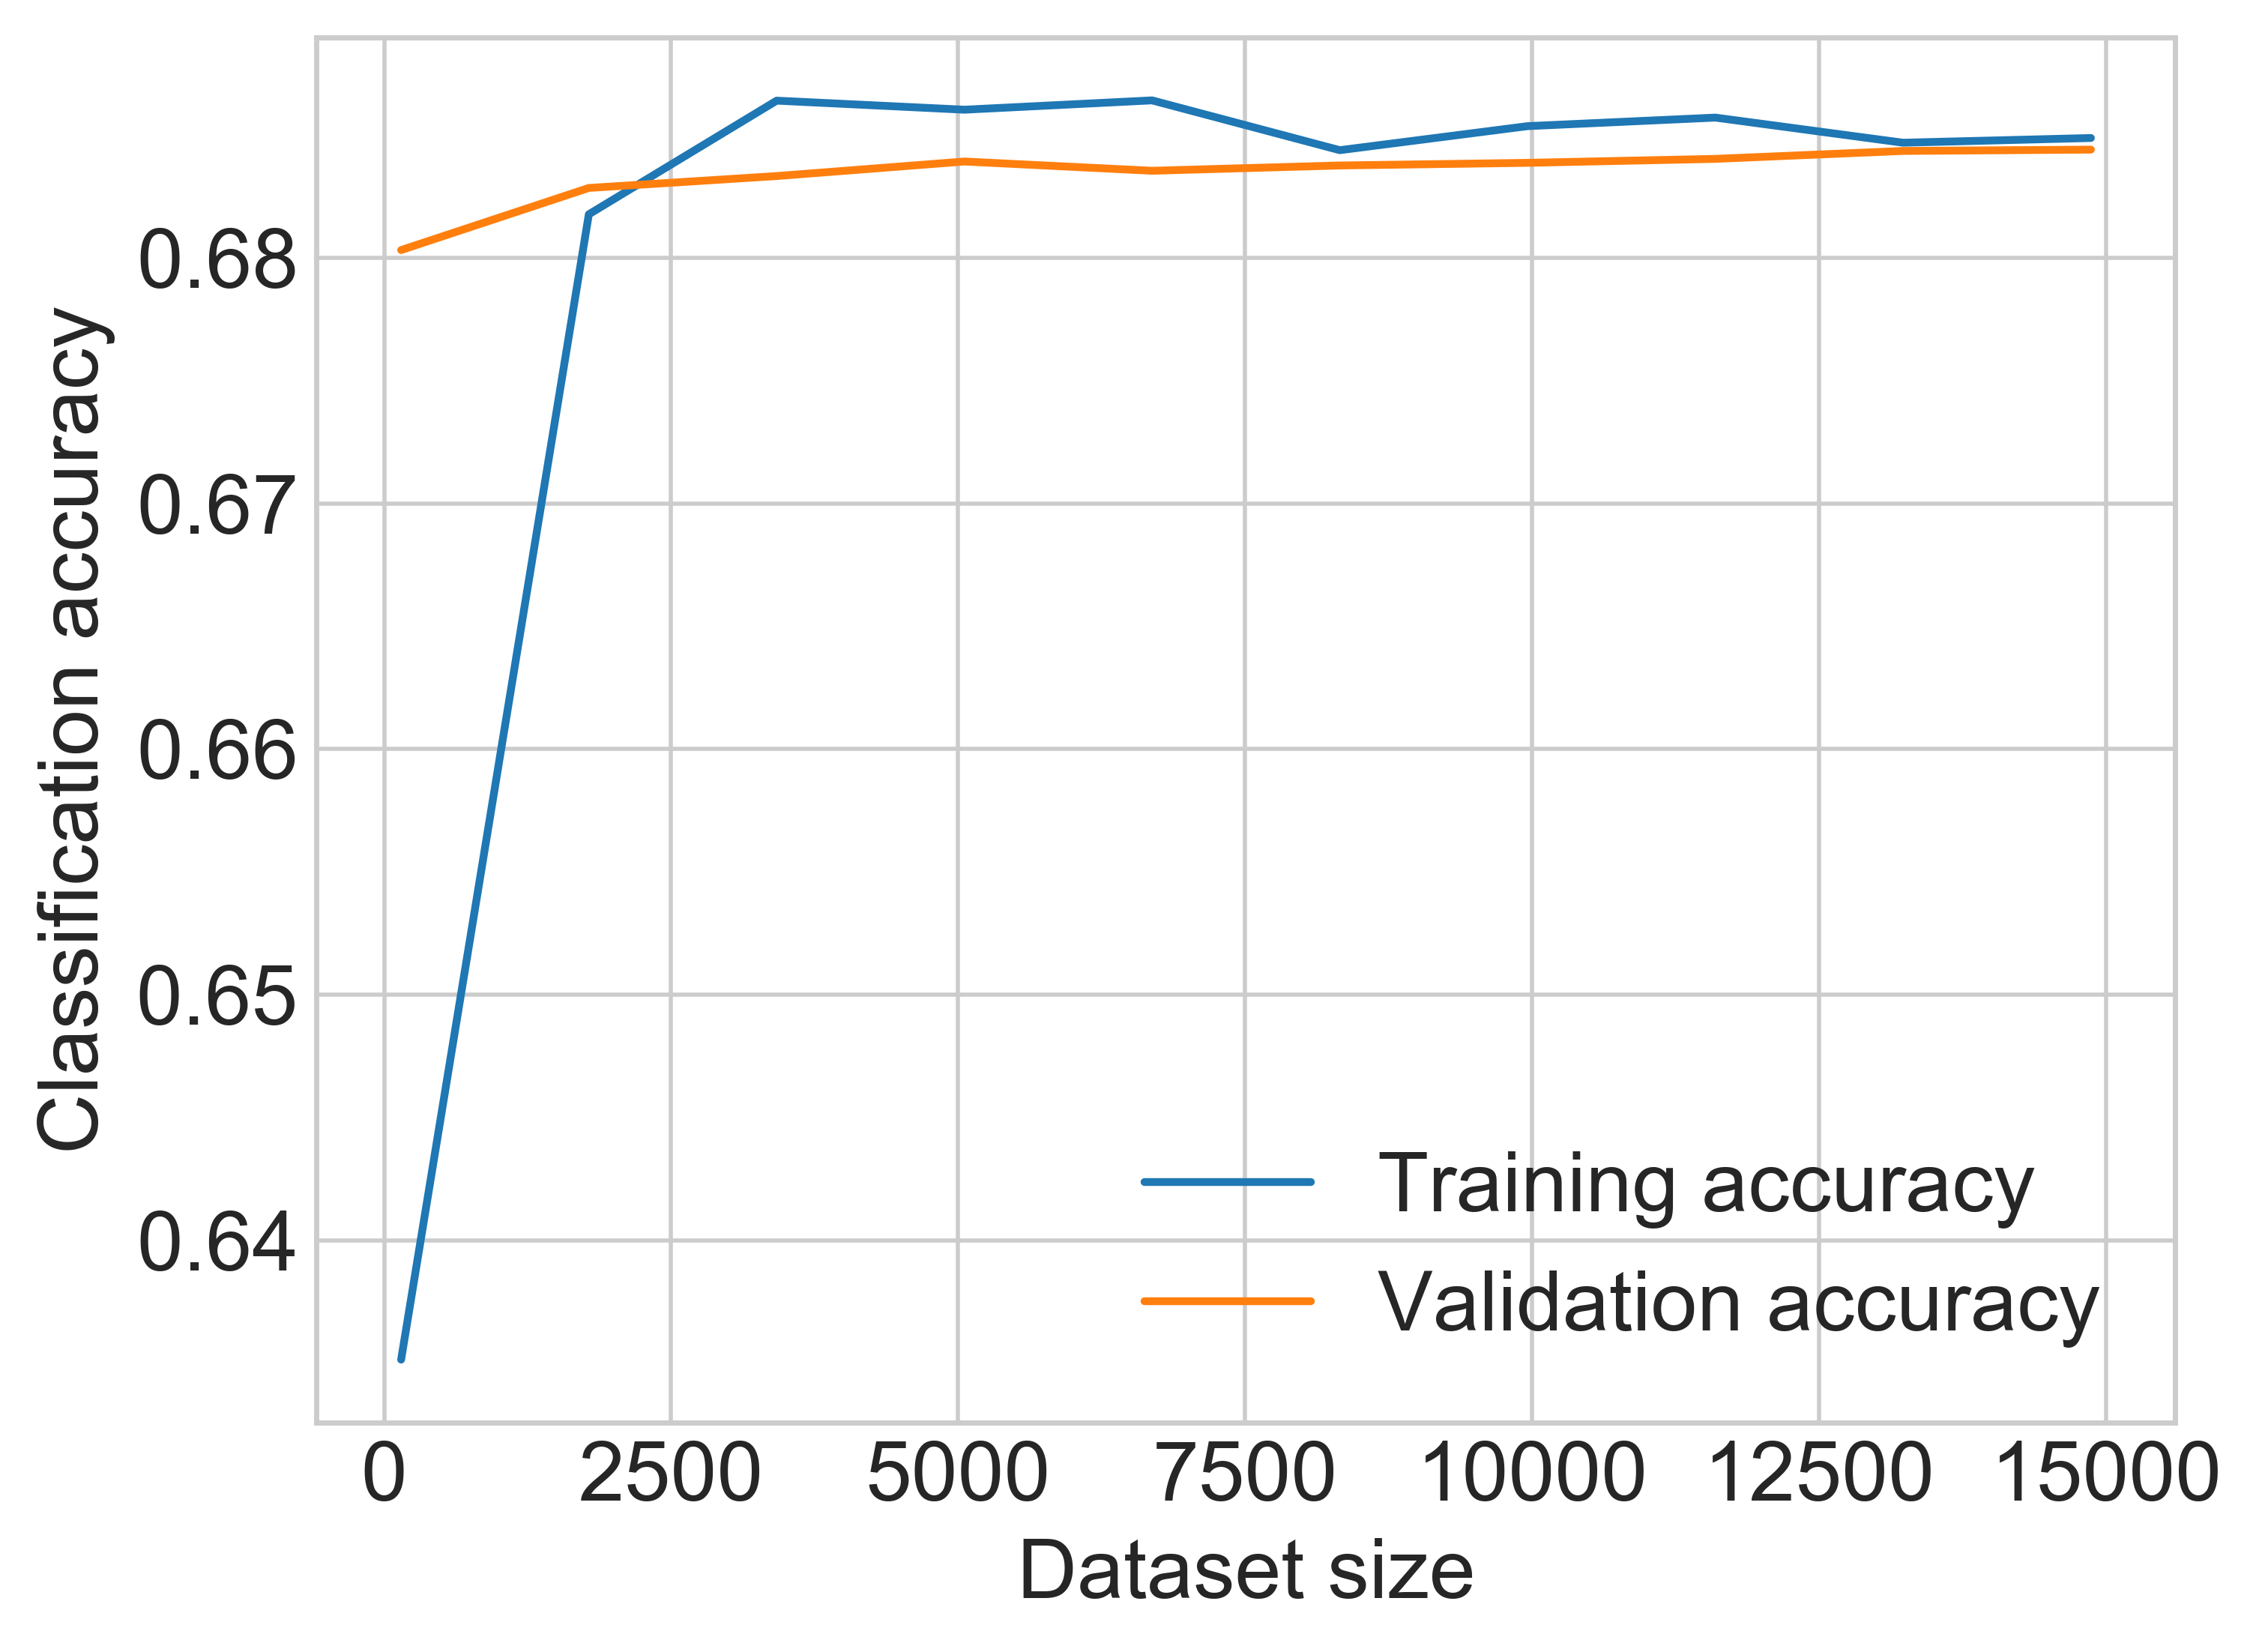 Classification accuracy
0.68
0.67
0.66
0.65
0.64
Training accuracy
Validation accuracy
0 2500 5000 7500 10000 12500 15000
Dataset size